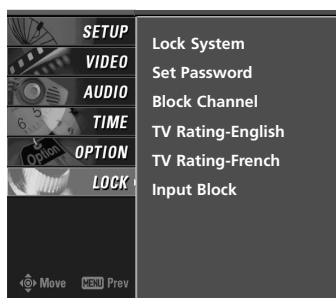 SETUP
VIDEO
AUDIO
TIME
OPTION
LOCK
Lock System
Set Password
Block Channel
TV Rating-English
TV Rating-French
Input Block
Move MENU Prev